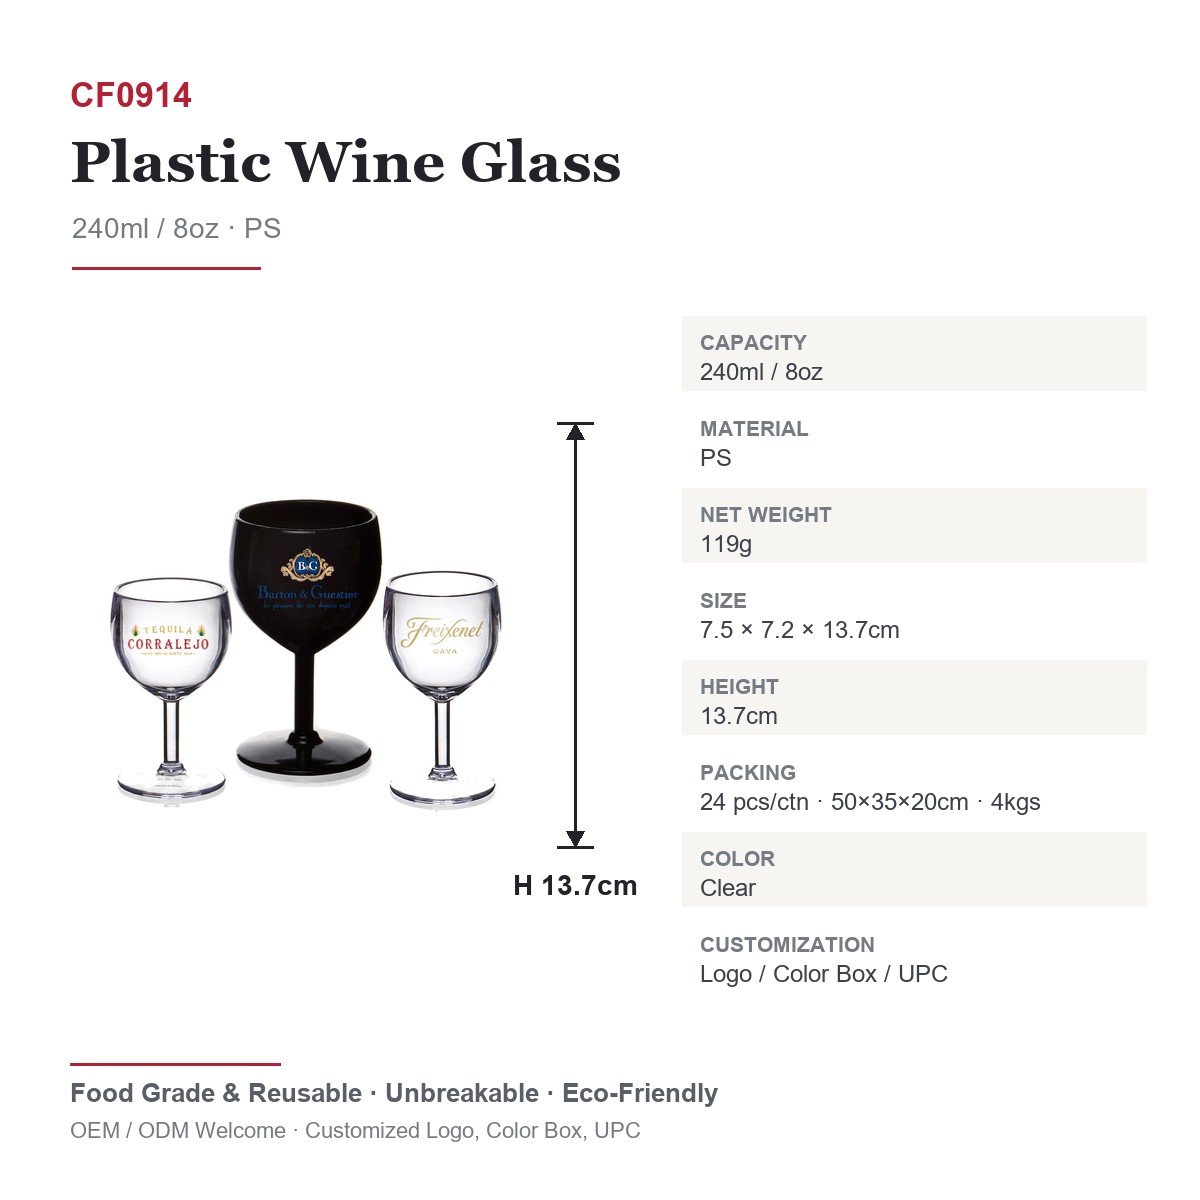 CF0914
Plastic Wine Glass
240ml / 8oz · PS
TEQUILA
CORRALEJO
B&G
Barton & Guestier
Freixenet
CAVA
H 13.7cm
CAPACITY
240ml / 8oz
MATERIAL
PS
NET WEIGHT
119g
SIZE
7.5 × 7.2 × 13.7cm
HEIGHT
13.7cm
PACKING
24 pcs/ctn · 50×35×20cm · 4kgs
COLOR
Clear
CUSTOMIZATION
Logo / Color Box / UPC
Food Grade & Reusable · Unbreakable · Eco-Friendly
OEM / ODM Welcome · Customized Logo, Color Box, UPC